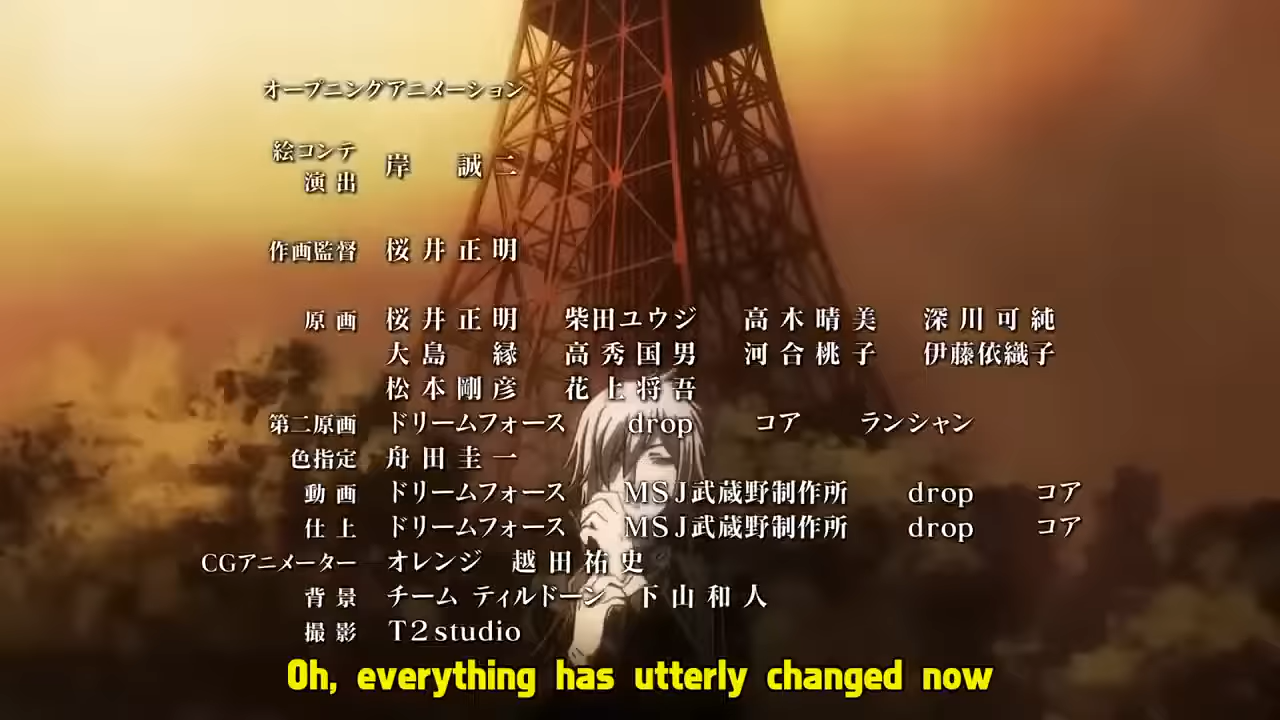 オープニングアニメーション
絵コンテ
演出 岸 誠二
作画監督 桜井正明
原画 桜井正明 柴田ユウジ 高木晴美 深川可純
大島 縁 高秀国男 河合桃子 伊藤依織子
松本剛彦 花上将吾
第二原画 ドリームフォース drop コア ランシャン
色指定 舟田圭一
動画 ドリームフォース MSJ武蔵野制作所 drop コア
仕上 ドリームフォース MSJ武蔵野制作所 drop コア
CGアニメーター オレンジ 越田祐史
背景 チーム ティルドーン 下山和人
撮影 T2studio
Oh, everything has utterly changed now